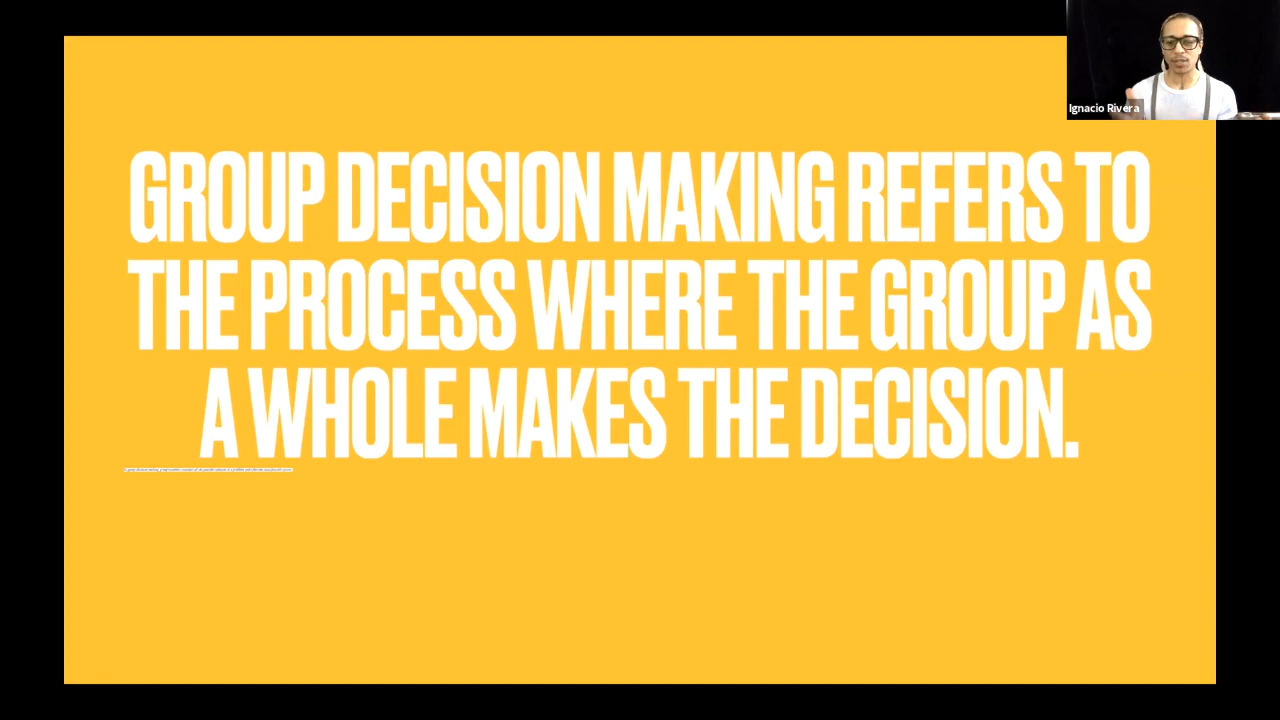 Ignacio Rivera
GROUP DECISION MAKING REFERS TO
THE PROCESS WHERE THE GROUP AS
A WHOLE MAKES THE DECISION.